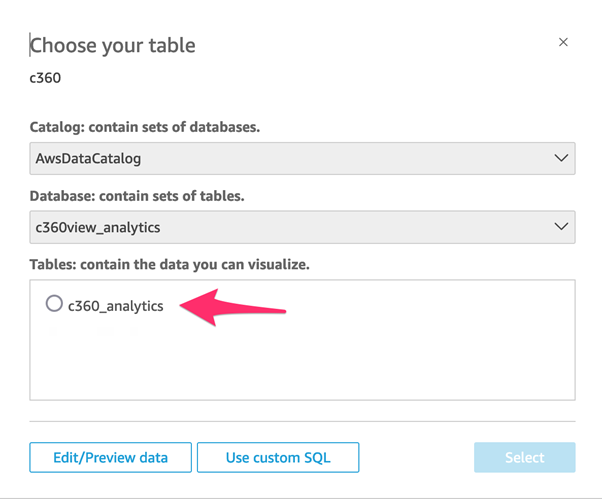 Choose your table
c360
Catalog: contain sets of databases.
AwsDataCatalog
Database: contain sets of tables.
c360view_analytics
Tables: contain the data you can visualize.
c360_analytics
Edit/Preview data
Use custom SQL
Select